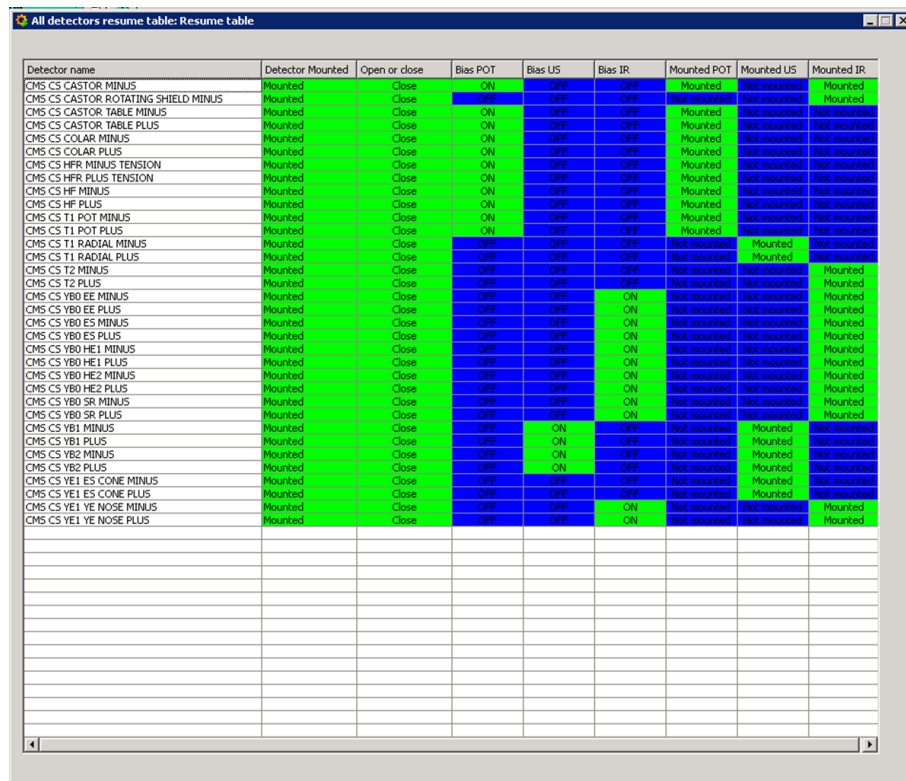 All detectors resume table: Resume table
Detector name Detector Mounted Open or close Bias POT Bias US Bias IR Mounted POT Mounted US Mounted IR
CMS CS CASTOR MINUS Mounted Close ON OFF OFF Mounted Not mounted Mounted
CMS CS CASTOR ROTATING SHIELD MINUS Mounted Close OFF OFF OFF Not mounted Not mounted Mounted
CMS CS CASTOR TABLE MINUS Mounted Close ON OFF OFF Mounted Not mounted Not mounted
CMS CS CASTOR TABLE PLUS Mounted Close ON OFF OFF Mounted Not mounted Not mounted
CMS CS COLAR MINUS Mounted Close ON OFF OFF Mounted Not mounted Not mounted
CMS CS COLAR PLUS Mounted Close ON OFF OFF Mounted Not mounted Not mounted
CMS CS HFR MINUS TENSION Mounted Close ON OFF OFF Mounted Not mounted Not mounted
CMS CS HFR PLUS TENSION Mounted Close ON OFF OFF Mounted Not mounted Not mounted
CMS CS HF MINUS Mounted Close ON OFF OFF Mounted Not mounted Not mounted
CMS CS HF PLUS Mounted Close ON OFF OFF Mounted Not mounted Not mounted
CMS CS T1 POT MINUS Mounted Close ON OFF OFF Mounted Not mounted Not mounted
CMS CS T1 POT PLUS Mounted Close ON OFF OFF Mounted Not mounted Not mounted
CMS CS T1 RADIAL MINUS Mounted Close OFF OFF OFF Not mounted Mounted Not mounted
CMS CS T1 RADIAL PLUS Mounted Close OFF OFF OFF Not mounted Mounted Not mounted
CMS CS T2 MINUS Mounted Close OFF OFF OFF Not mounted Not mounted Mounted
CMS CS T2 PLUS Mounted Close OFF OFF OFF Not mounted Not mounted Mounted
CMS CS YB0 EE MINUS Mounted Close OFF OFF ON Not mounted Not mounted Mounted
CMS CS YB0 EE PLUS Mounted Close OFF OFF ON Not mounted Not mounted Mounted
CMS CS YB0 ES MINUS Mounted Close OFF OFF ON Not mounted Not mounted Mounted
CMS CS YB0 ES PLUS Mounted Close OFF OFF ON Not mounted Not mounted Mounted
CMS CS YB0 HE1 MINUS Mounted Close OFF OFF ON Not mounted Not mounted Mounted
CMS CS YB0 HE1 PLUS Mounted Close OFF OFF ON Not mounted Not mounted Mounted
CMS CS YB0 HE2 MINUS Mounted Close OFF OFF ON Not mounted Not mounted Mounted
CMS CS YB0 HE2 PLUS Mounted Close OFF OFF ON Not mounted Not mounted Mounted
CMS CS YB0 SR MINUS Mounted Close OFF OFF ON Not mounted Not mounted Mounted
CMS CS YB0 SR PLUS Mounted Close OFF OFF ON Not mounted Not mounted Mounted
CMS CS YB1 MINUS Mounted Close OFF ON OFF Not mounted Mounted Not mounted
CMS CS YB1 PLUS Mounted Close OFF ON OFF Not mounted Mounted Not mounted
CMS CS YB2 MINUS Mounted Close OFF ON OFF Not mounted Mounted Not mounted
CMS CS YB2 PLUS Mounted Close OFF ON OFF Not mounted Mounted Not mounted
CMS CS YE1 ES CONE MINUS Mounted Close OFF OFF OFF Not mounted Mounted Not mounted
CMS CS YE1 ES CONE PLUS Mounted Close OFF OFF OFF Not mounted Mounted Not mounted
CMS CS YE1 YE NOSE MINUS Mounted Close OFF OFF ON Not mounted Not mounted Mounted
CMS CS YE1 YE NOSE PLUS Mounted Close OFF OFF ON Not mounted Not mounted Mounted